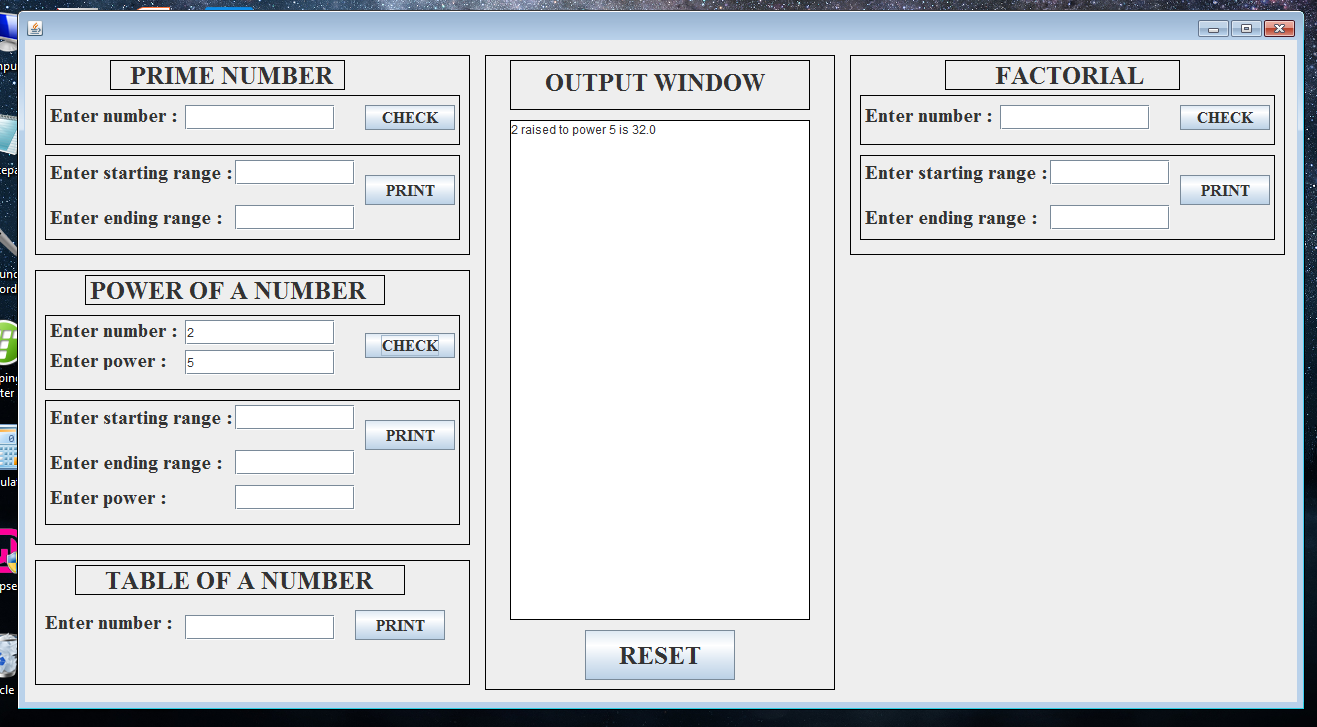 PRIME NUMBER
Enter number :
CHECK
Enter starting range :
PRINT
Enter ending range :
POWER OF A NUMBER
Enter number : 2
CHECK
Enter power : 5
Enter starting range :
PRINT
Enter ending range :
Enter power :
TABLE OF A NUMBER
Enter number :
PRINT
OUTPUT WINDOW
2 raised to power 5 is 32.0
RESET
FACTORIAL
Enter number :
CHECK
Enter starting range :
PRINT
Enter ending range :